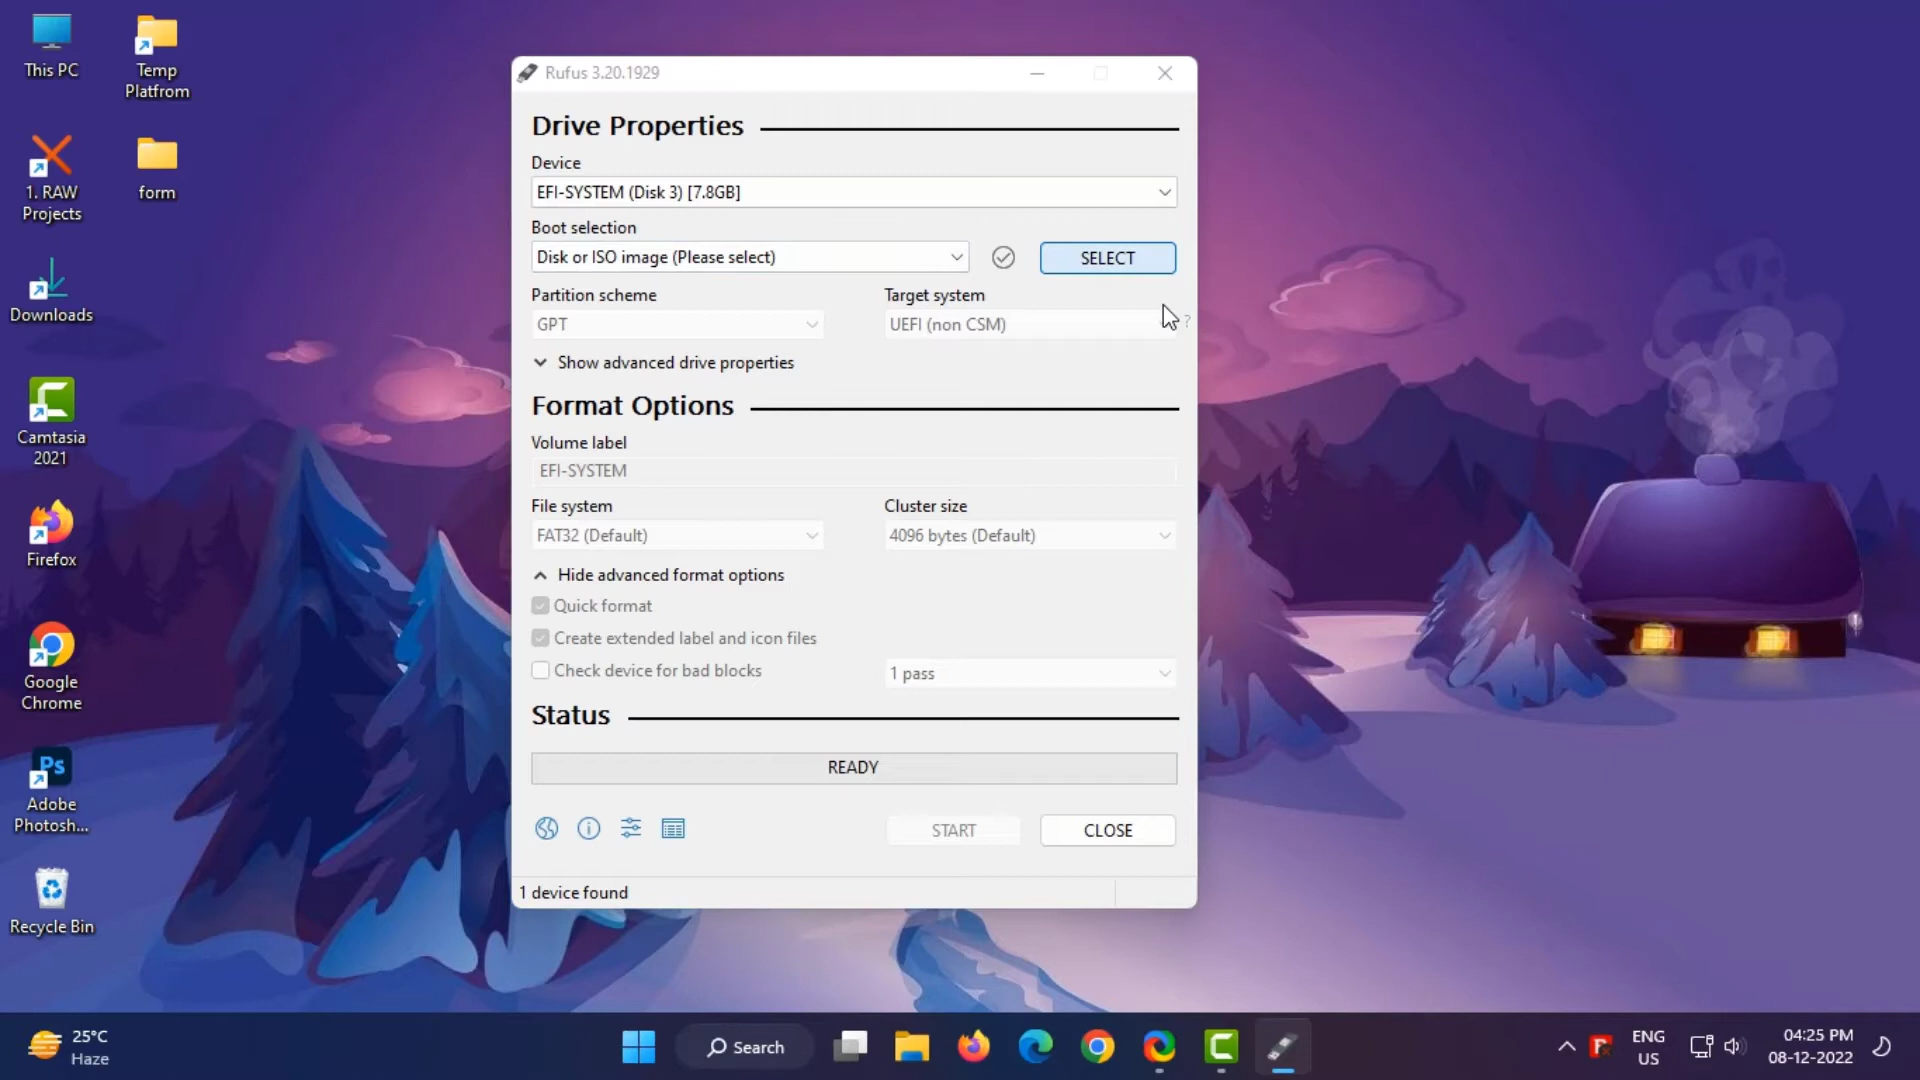 This PC
Temp
Platfrom
1. RAW
Projects
form
Downloads
Camtasia
2021
Firefox
Google
Chrome
Ps
Adobe
Photosh...
Recycle Bin
Rufus 3.20.1929
Drive Properties
Device
EFI-SYSTEM (Disk 3) [7.8GB]
Boot selection
Disk or ISO image (Please select)
SELECT
Partition scheme
Target system
GPT
UEFI (non CSM)
?
Show advanced drive properties
Format Options
Volume label
EFI-SYSTEM
File system
Cluster size
FAT32 (Default)
4096 bytes (Default)
Hide advanced format options
Quick format
Create extended label and icon files
Check device for bad blocks
1 pass
Status
READY
START
CLOSE
1 device found
25°C
Haze
Search
ENG
US
04:25 PM
08-12-2022